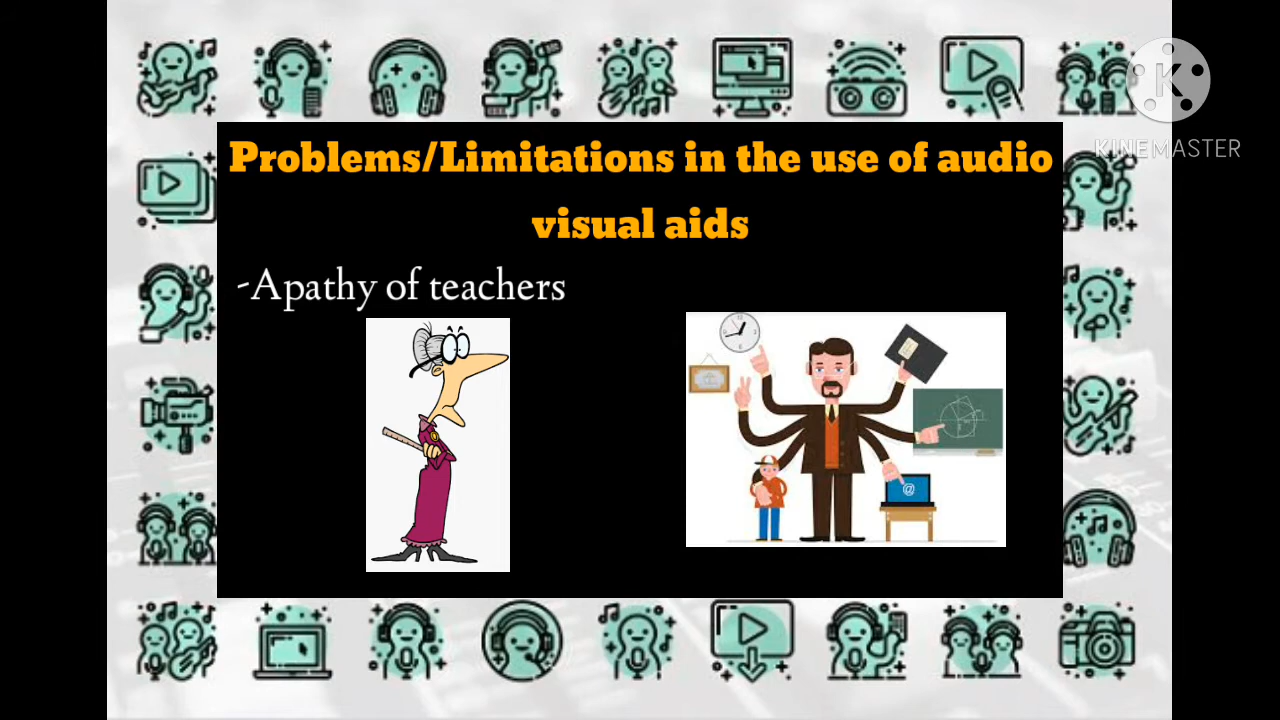 Problems/Limitations in the use of audio
visual aids
-Apathy of teachers
K
KINEMASTER
@